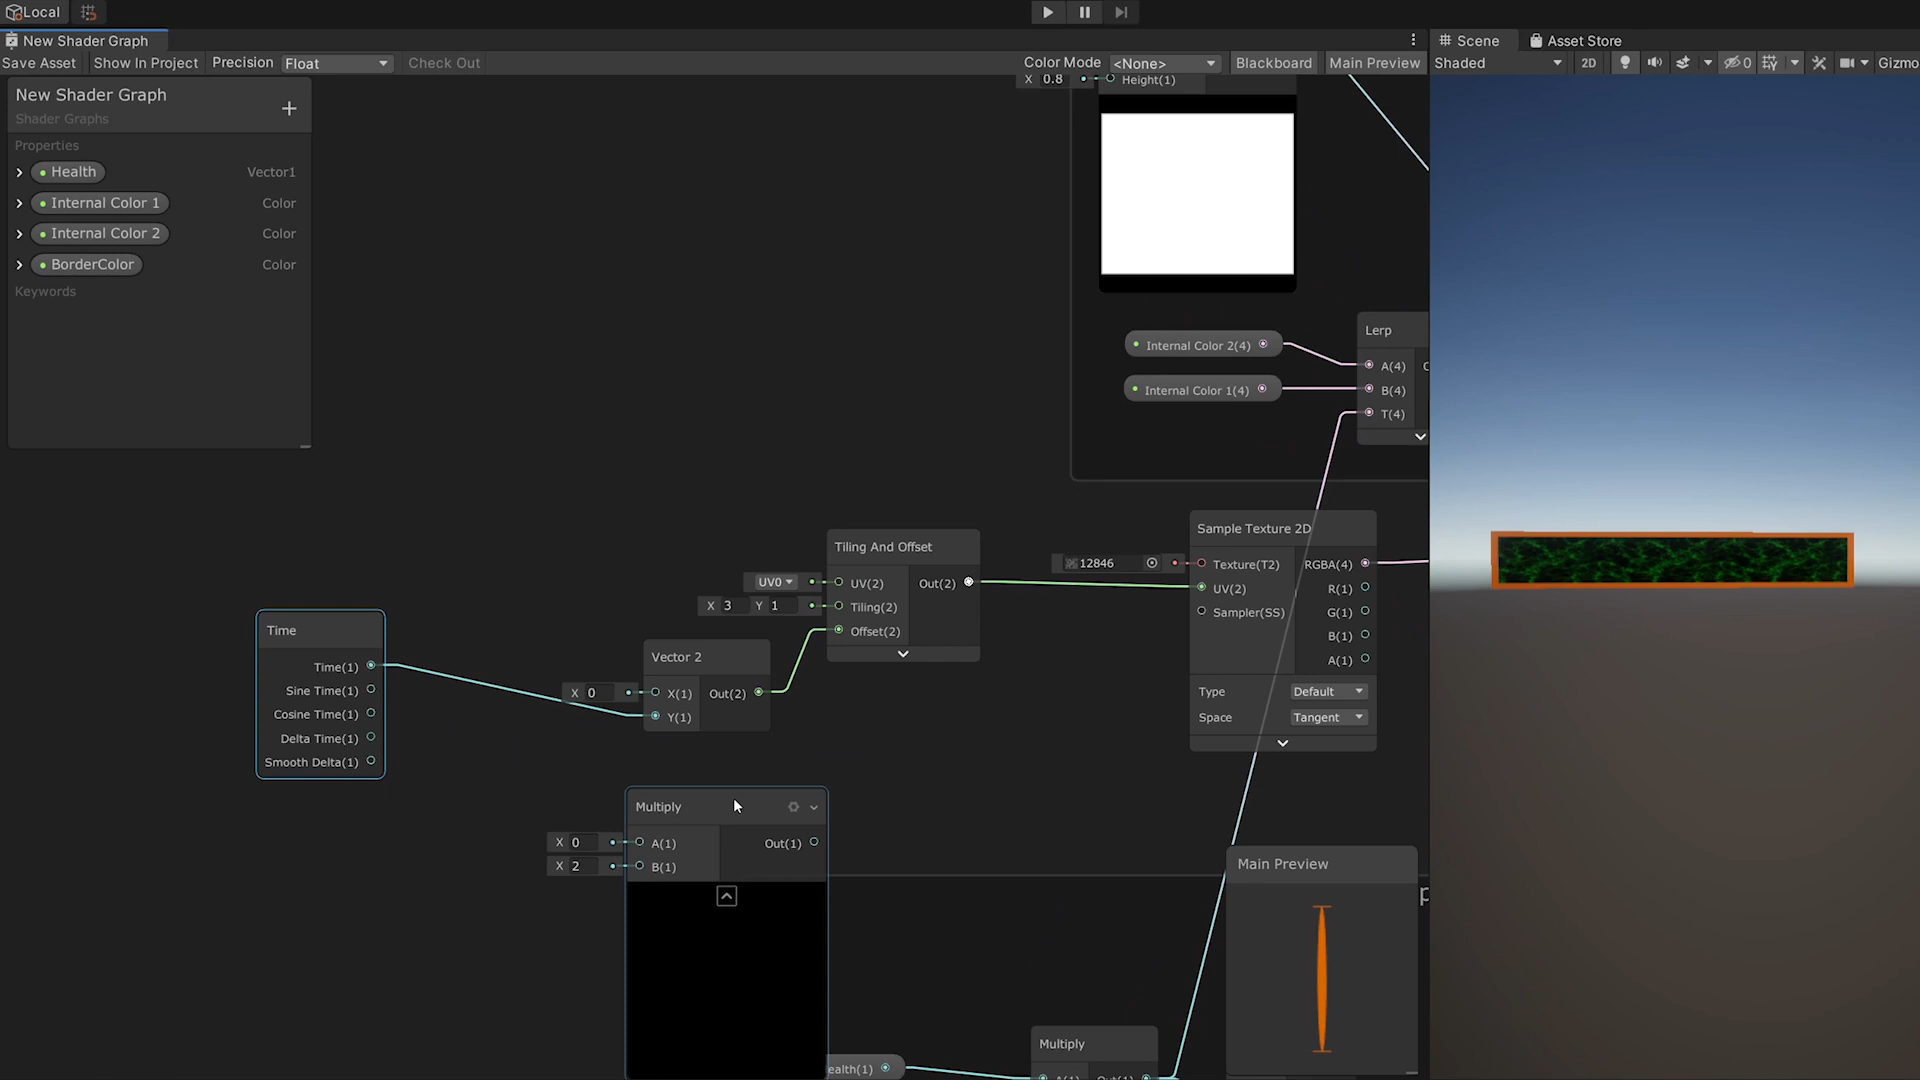 Local
New Shader Graph
Scene
Asset Store
Save Asset
Show In Project
Precision
Float
Check Out
Color Mode
<None>
Blackboard
Main Preview
Shaded
2D
0
Gizmo
New Shader Graph
Shader Graphs
Properties
Health
Vector1
Internal Color 1
Color
Internal Color 2
Color
BorderColor
Color
Keywords
X 0.8
Height(1)
Internal Color 2(4)
Internal Color 1(4)
Lerp
A(4)
B(4)
T(4)
Tiling And Offset
UV0
UV(2)
Out(2)
X 3 Y 1
Tiling(2)
Offset(2)
Sample Texture 2D
12846
Texture(T2)
RGBA(4)
UV(2)
R(1)
Sampler(SS)
G(1)
B(1)
A(1)
Type
Default
Space
Tangent
Time
Time(1)
Sine Time(1)
Cosine Time(1)
Delta Time(1)
Smooth Delta(1)
Vector 2
X 0
X(1)
Out(2)
Y(1)
Multiply
X 0
A(1)
Out(1)
X 2
B(1)
Main Preview
ealth(1)
Multiply
A(1)
Out(1)